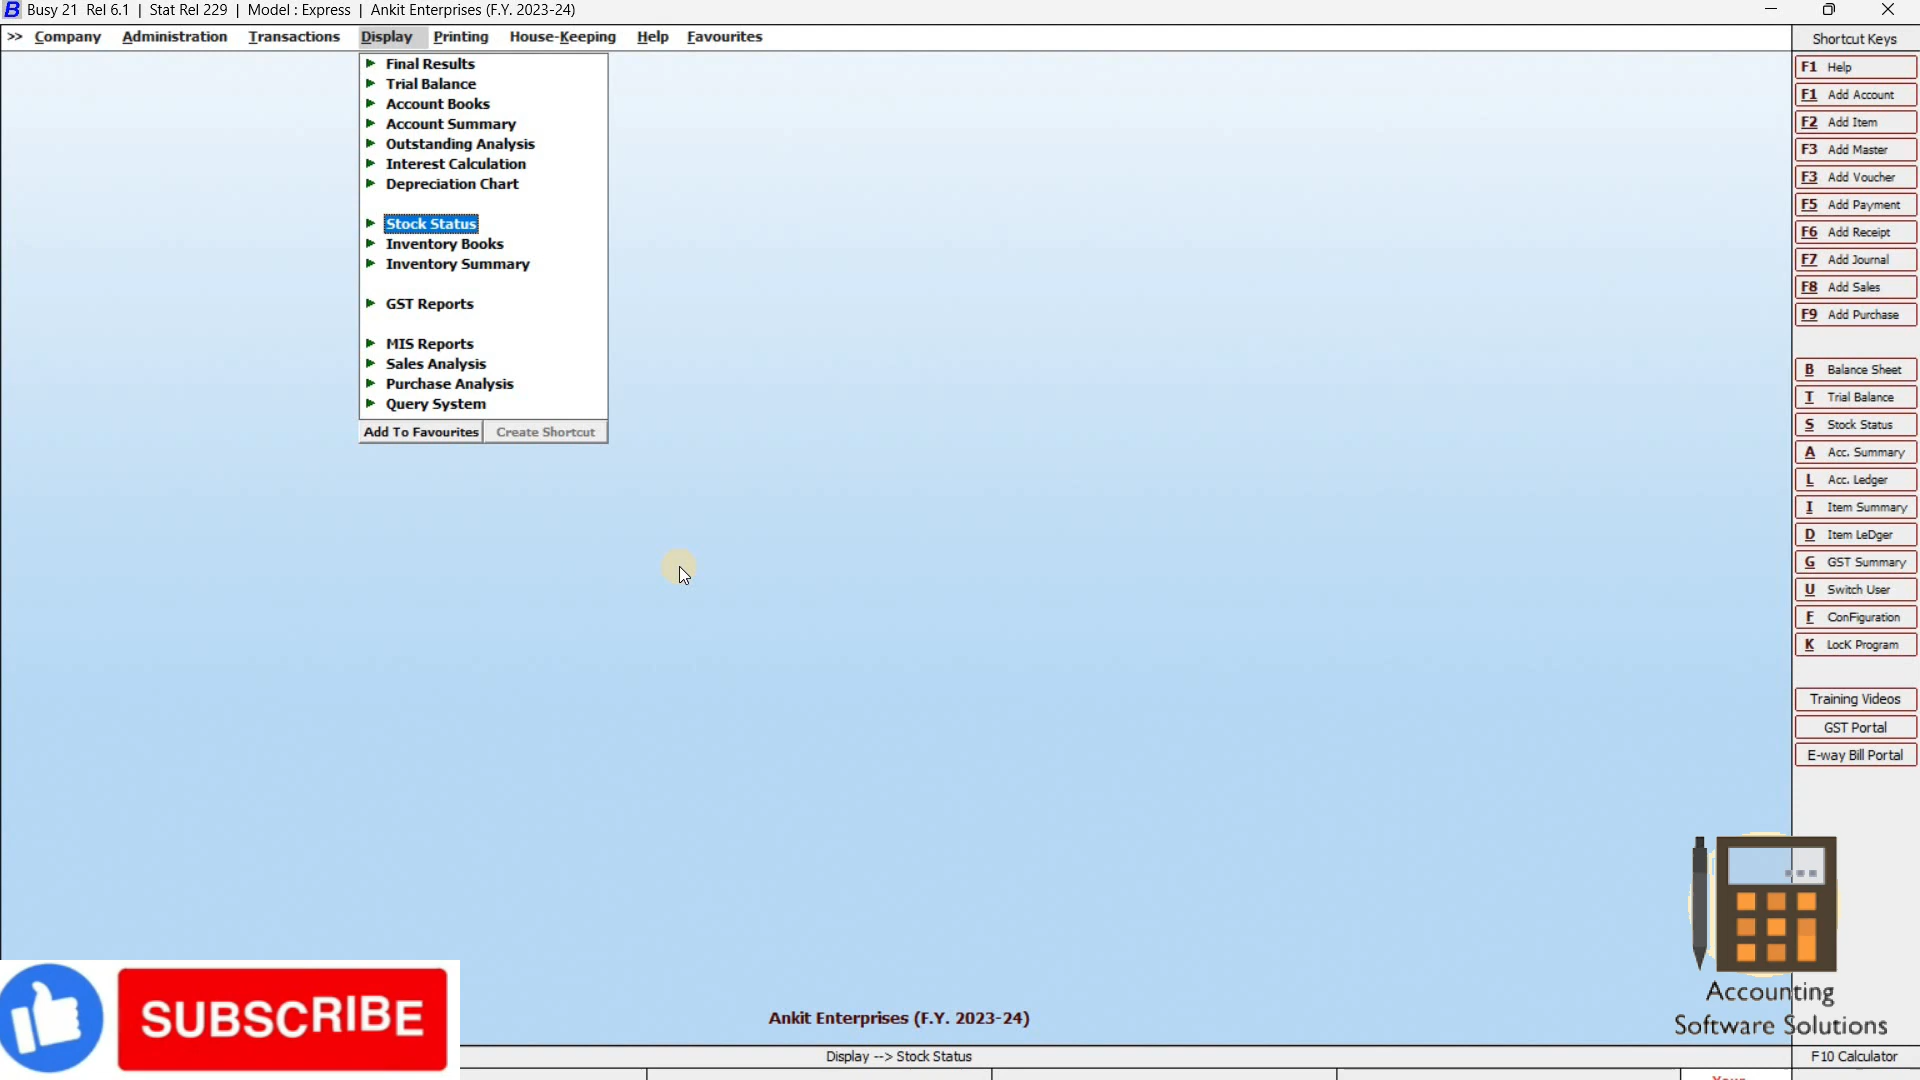 B Busy 21 Rel 6.1 | Stat Rel 229 | Model : Express | Ankit Enterprises (F.Y. 2023-24)
>> Company Administration Transactions Display Printing House-Keeping Help Favourites
Final Results
Trial Balance
Account Books
Account Summary
Outstanding Analysis
Interest Calculation
Depreciation Chart
Stock Status
Inventory Books
Inventory Summary
GST Reports
MIS Reports
Sales Analysis
Purchase Analysis
Query System
Add To Favourites Create Shortcut
Shortcut Keys
F1 Help
F1 Add Account
F2 Add Item
F3 Add Master
F3 Add Voucher
F5 Add Payment
F6 Add Receipt
F7 Add Journal
F8 Add Sales
F9 Add Purchase
B Balance Sheet
T Trial Balance
S Stock Status
A Acc. Summary
L Acc. Ledger
I Item Summary
D Item LeDger
G GST Summary
U Switch User
F ConFiguration
K LocK Program
Training Videos
GST Portal
E-way Bill Portal
Accounting
Software Solutions
SUBSCRIBE
Ankit Enterprises (F.Y. 2023-24)
Display --> Stock Status
F10 Calculator